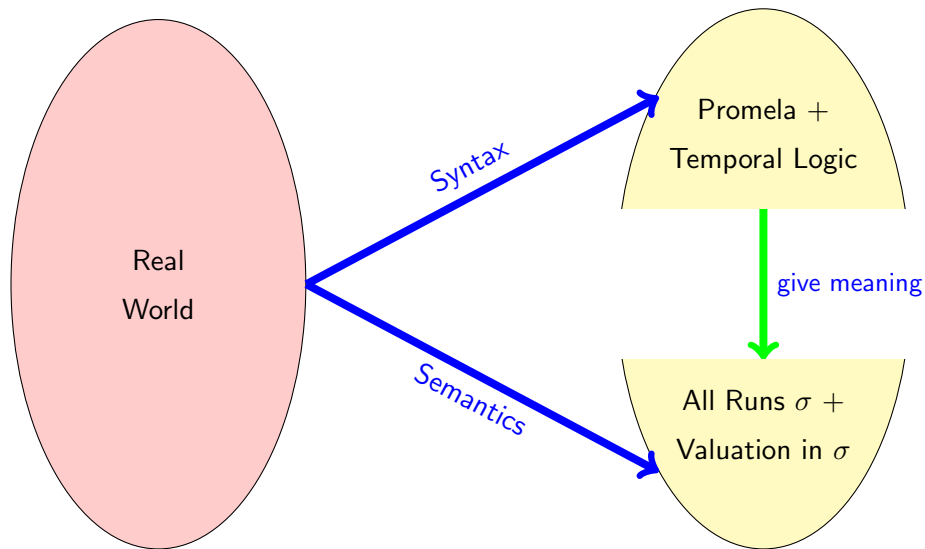 Real
World
Syntax
Semantics
Promela +
Temporal Logic
give meaning
All Runs σ +
Valuation in σ